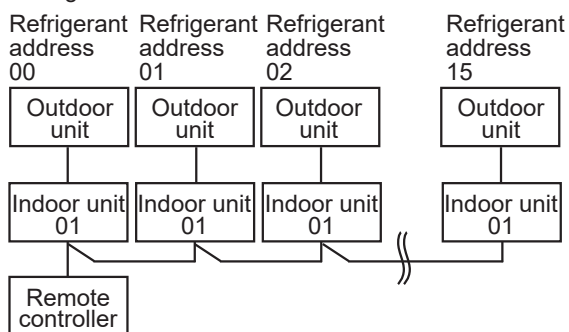 Refrigerant Refrigerant Refrigerant Refrigerant
address address address address
00 01 02 15
Outdoor unit Outdoor unit Outdoor unit Outdoor unit
Indoor unit Indoor unit Indoor unit Indoor unit
01 01 01 01
Remote
controller